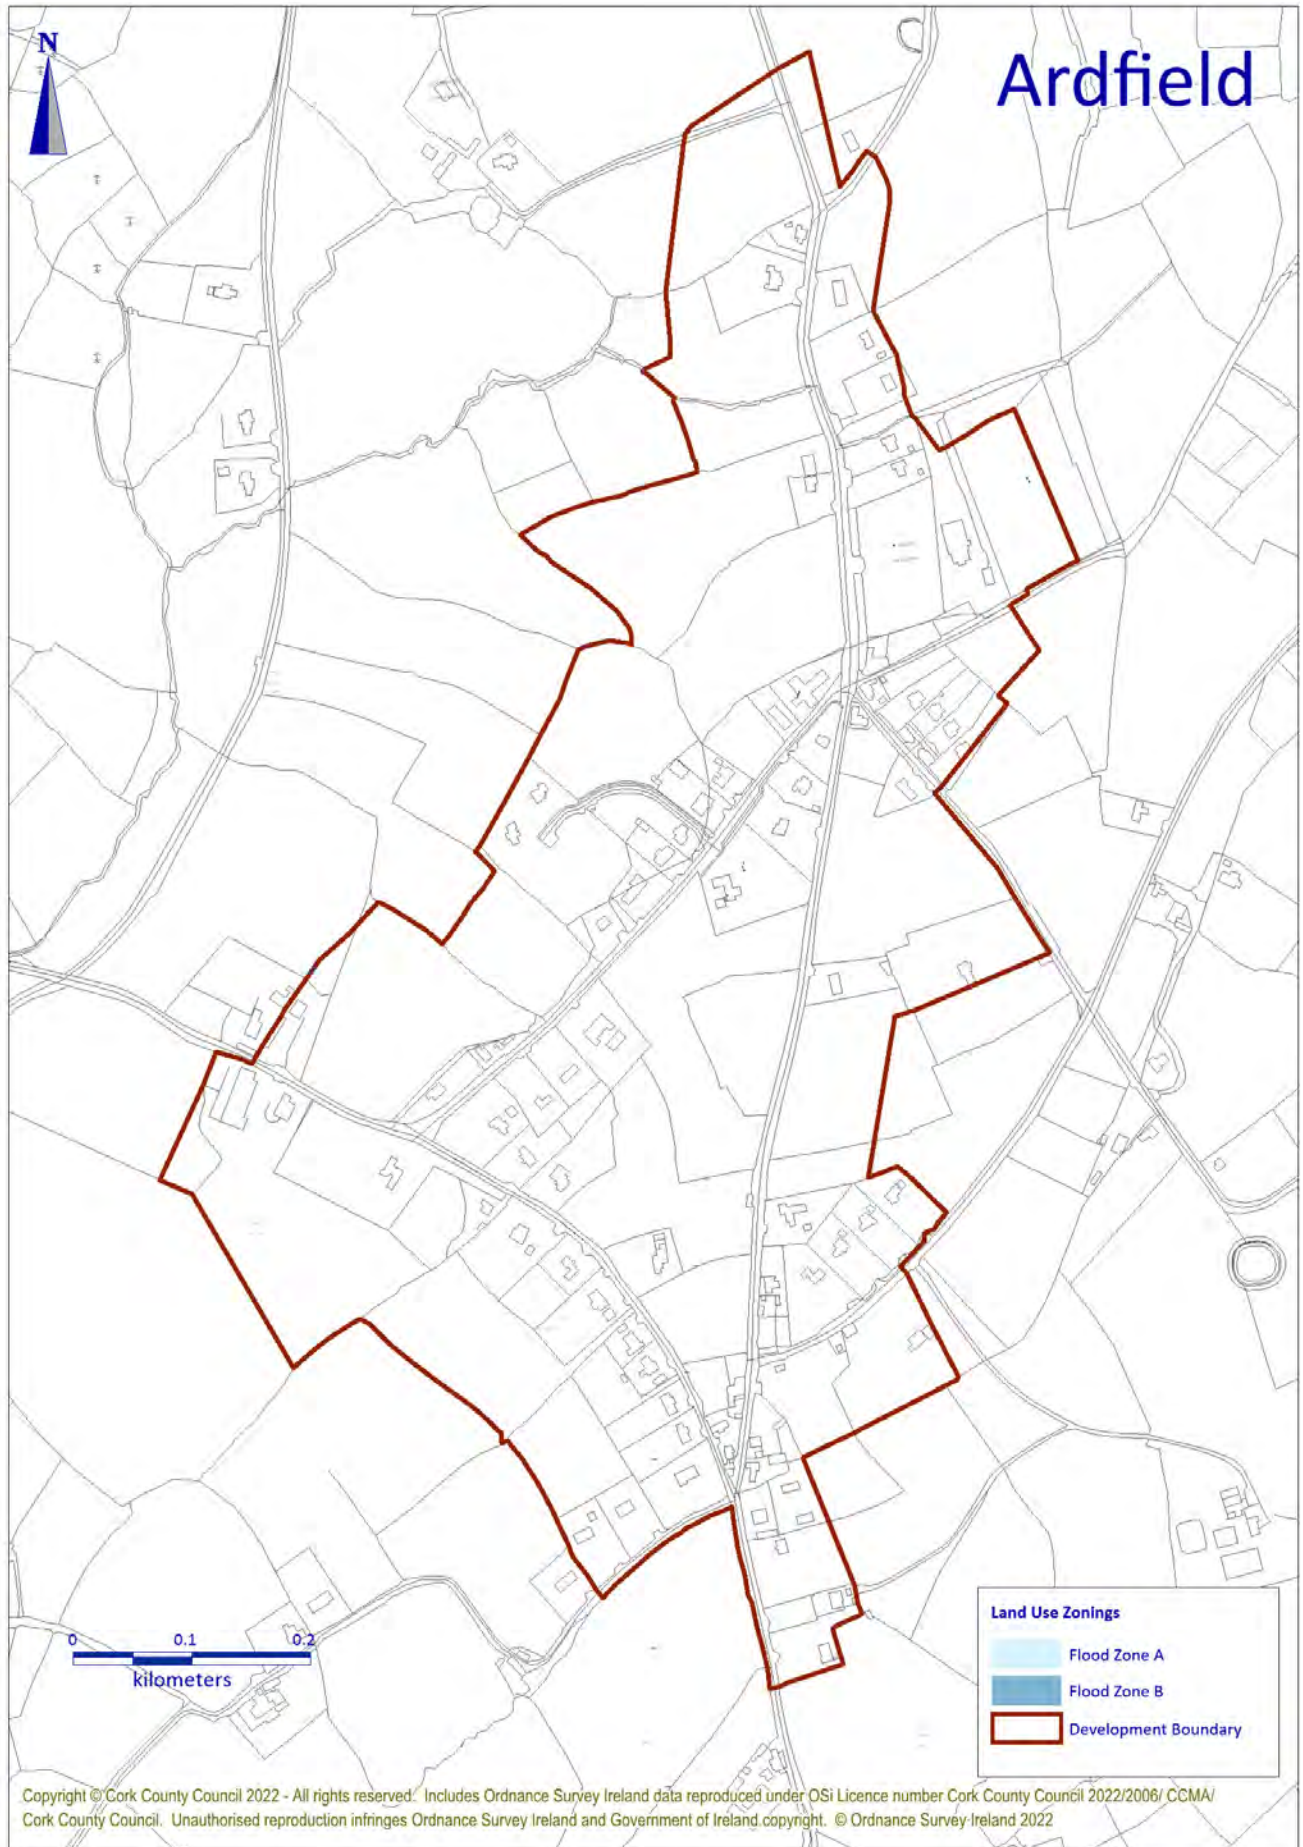 N
Ardfield
0 0.1 0.2
kilometers
Land Use Zonings
Flood Zone A
Flood Zone B
Development Boundary
Copyright © Cork County Council 2022 - All rights reserved. Includes Ordnance Survey Ireland data reproduced under OSi Licence number Cork County Council 2022/2006/ CCMA/
Cork County Council. Unauthorised reproduction infringes Ordnance Survey Ireland and Government of Ireland copyright. © Ordnance Survey Ireland 2022